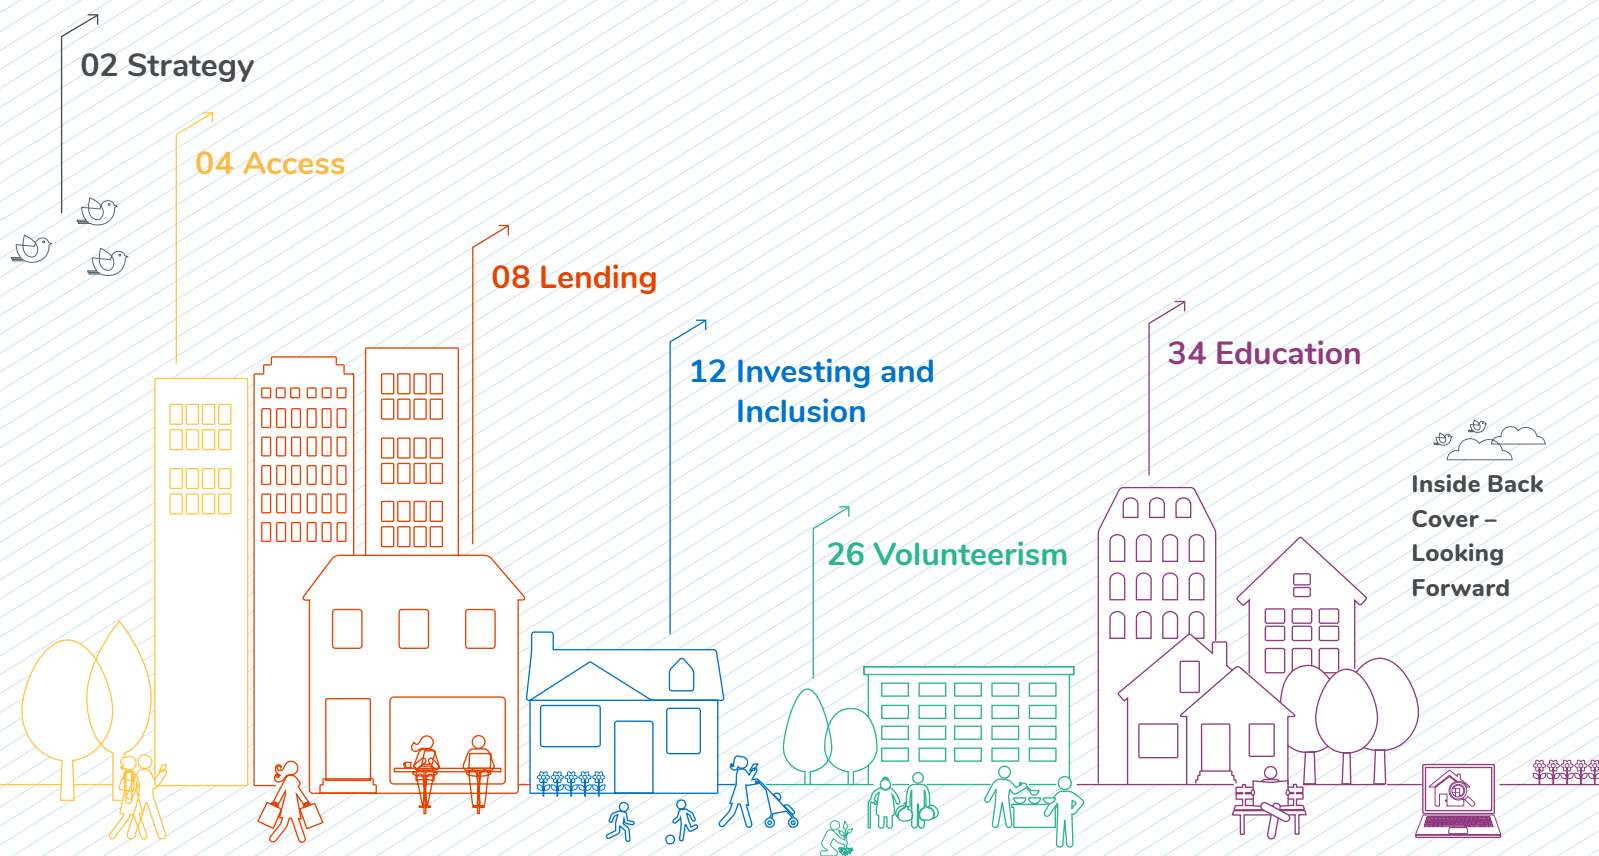 02 Strategy
04 Access
08 Lending
12 Investing and
Inclusion
26 Volunteerism
34 Education
Inside Back
Cover –
Looking
Forward